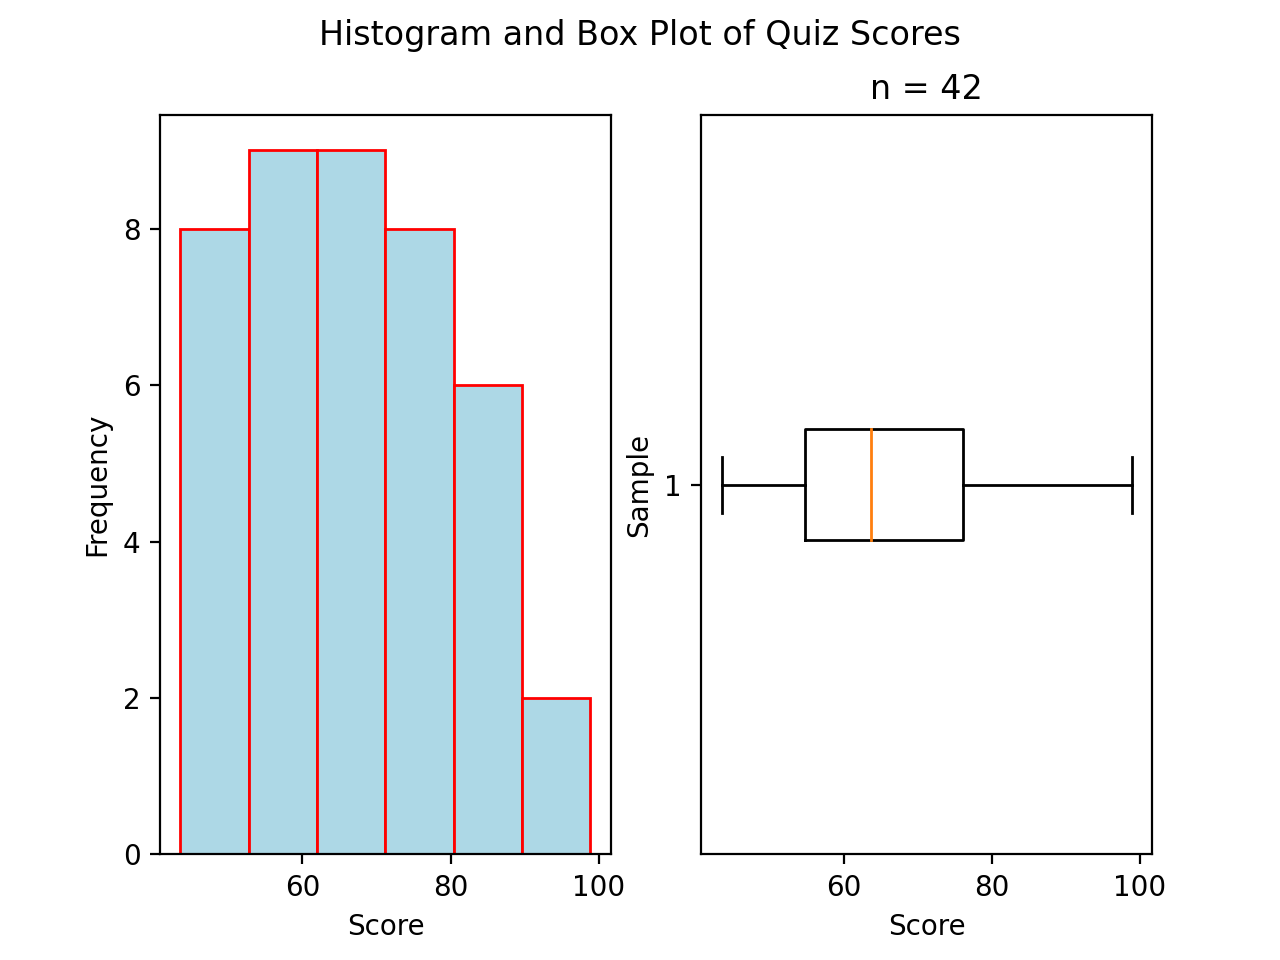 Histogram and Box Plot of Quiz Scores
Frequency
8
6
4
2
0
60 80 100
Score
n = 42
Sample
1
60 80 100
Score